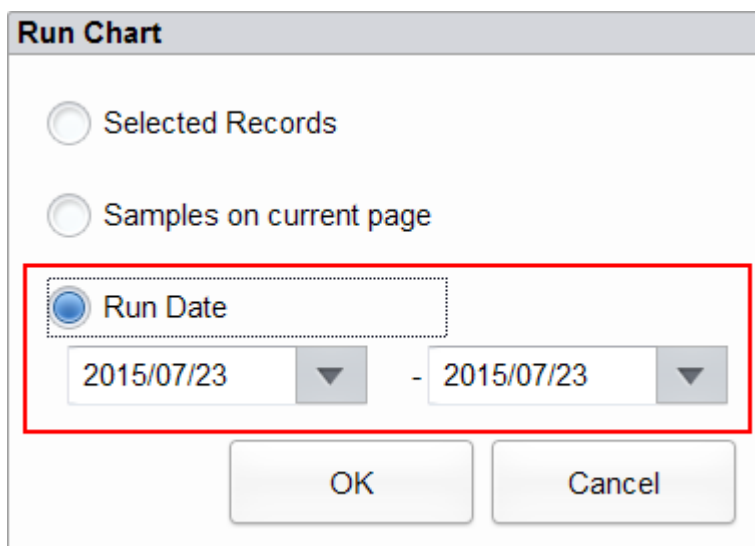 Run Chart
Selected Records
Samples on current page
Run Date
2015/07/23 - 2015/07/23
OK Cancel